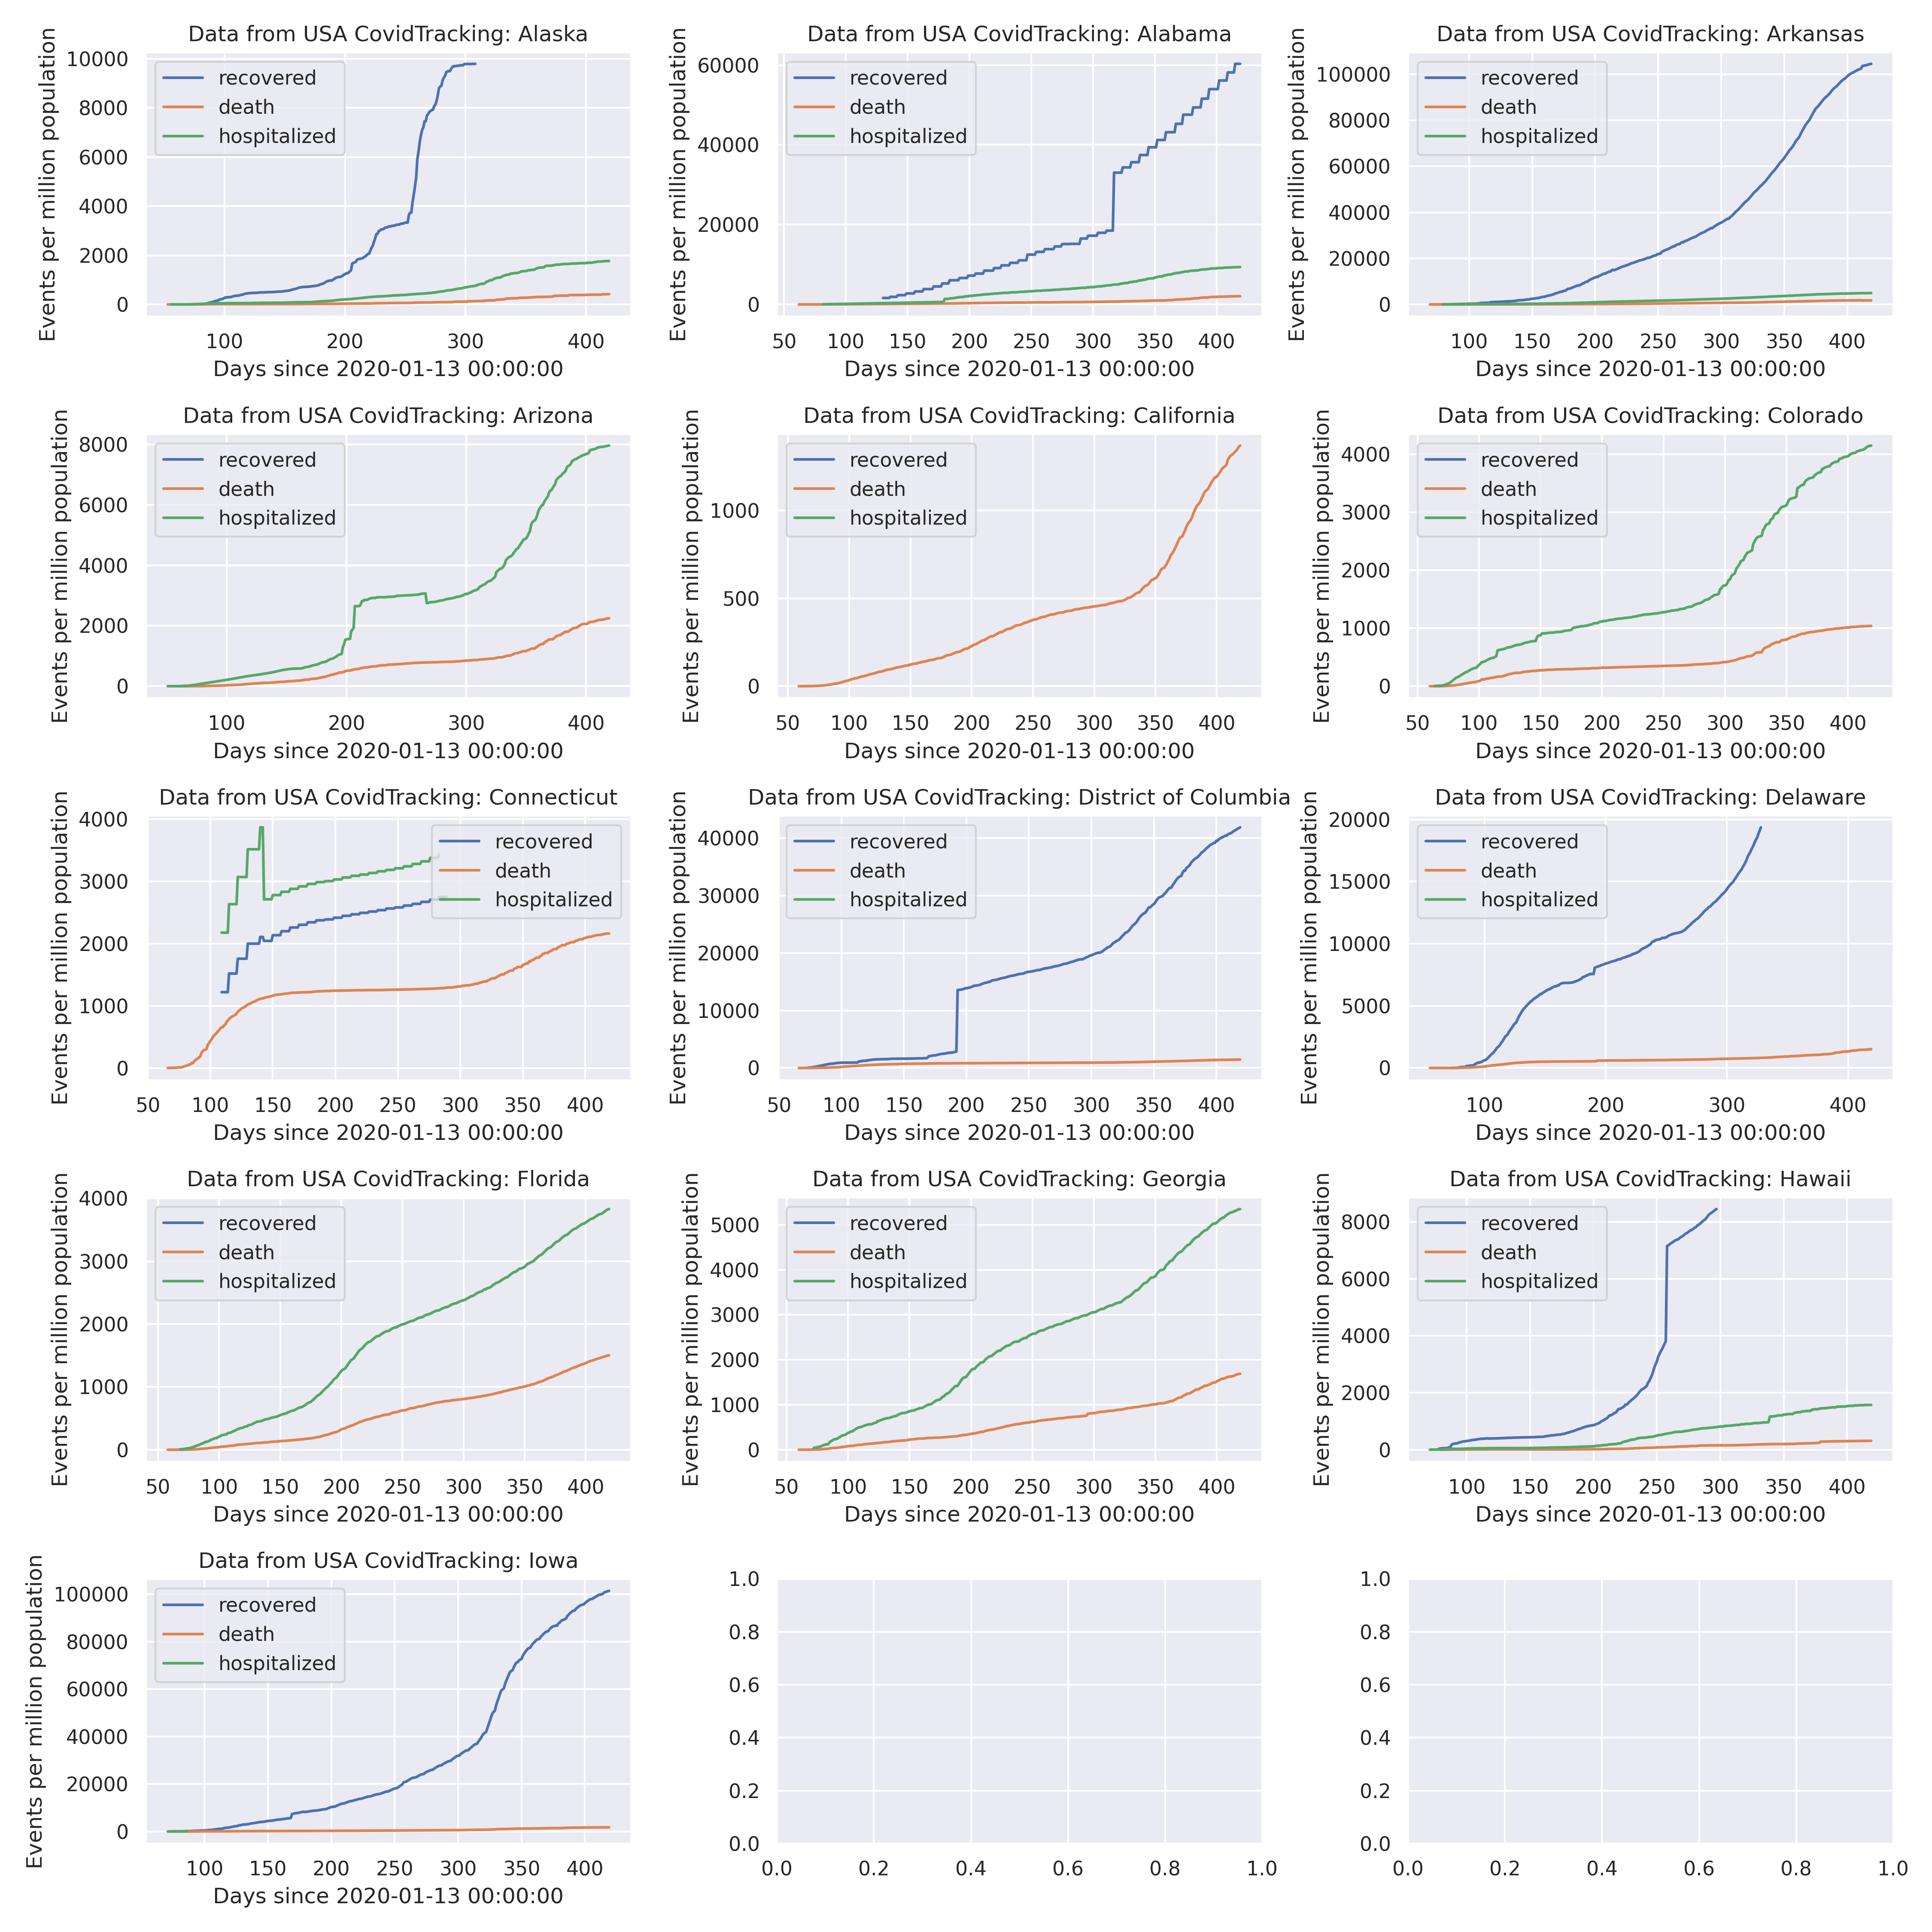 Data from USA CovidTracking: Alaska
Events per million population
10000
8000
6000
4000
2000
0
recovered
death
hospitalized
100 200 300 400
Days since 2020-01-13 00:00:00
Data from USA CovidTracking: Alabama
Events per million population
60000
40000
20000
0
recovered
death
hospitalized
50 100 150 200 250 300 350 400
Days since 2020-01-13 00:00:00
Data from USA CovidTracking: Arkansas
Events per million population
100000
80000
60000
40000
20000
0
recovered
death
hospitalized
100 150 200 250 300 350 400
Days since 2020-01-13 00:00:00
Data from USA CovidTracking: Arizona
Events per million population
8000
6000
4000
2000
0
recovered
death
hospitalized
100 200 300 400
Days since 2020-01-13 00:00:00
Data from USA CovidTracking: California
Events per million population
1000
500
0
recovered
death
hospitalized
50 100 150 200 250 300 350 400
Days since 2020-01-13 00:00:00
Data from USA CovidTracking: Colorado
Events per million population
4000
3000
2000
1000
0
recovered
death
hospitalized
50 100 150 200 250 300 350 400
Days since 2020-01-13 00:00:00
Data from USA CovidTracking: Connecticut
Events per million population
4000
3000
2000
1000
0
recovered
death
hospitalized
50 100 150 200 250 300 350 400
Days since 2020-01-13 00:00:00
Data from USA CovidTracking: District of Columbia
Events per million population
40000
30000
20000
10000
0
recovered
death
hospitalized
50 100 150 200 250 300 350 400
Days since 2020-01-13 00:00:00
Data from USA CovidTracking: Delaware
Events per million population
20000
15000
10000
5000
0
recovered
death
hospitalized
100 200 300 400
Days since 2020-01-13 00:00:00
Data from USA CovidTracking: Florida
Events per million population
4000
3000
2000
1000
0
recovered
death
hospitalized
50 100 150 200 250 300 350 400
Days since 2020-01-13 00:00:00
Data from USA CovidTracking: Georgia
Events per million population
5000
4000
3000
2000
1000
0
recovered
death
hospitalized
50 100 150 200 250 300 350 400
Days since 2020-01-13 00:00:00
Data from USA CovidTracking: Hawaii
Events per million population
8000
6000
4000
2000
0
recovered
death
hospitalized
100 150 200 250 300 350 400
Days since 2020-01-13 00:00:00
Data from USA CovidTracking: Iowa
Events per million population
100000
80000
60000
40000
20000
0
recovered
death
hospitalized
100 150 200 250 300 350 400
Days since 2020-01-13 00:00:00
1.0
0.8
0.6
0.4
0.2
0.0
0.0 0.2 0.4 0.6 0.8 1.0
1.0
0.8
0.6
0.4
0.2
0.0
0.0 0.2 0.4 0.6 0.8 1.0